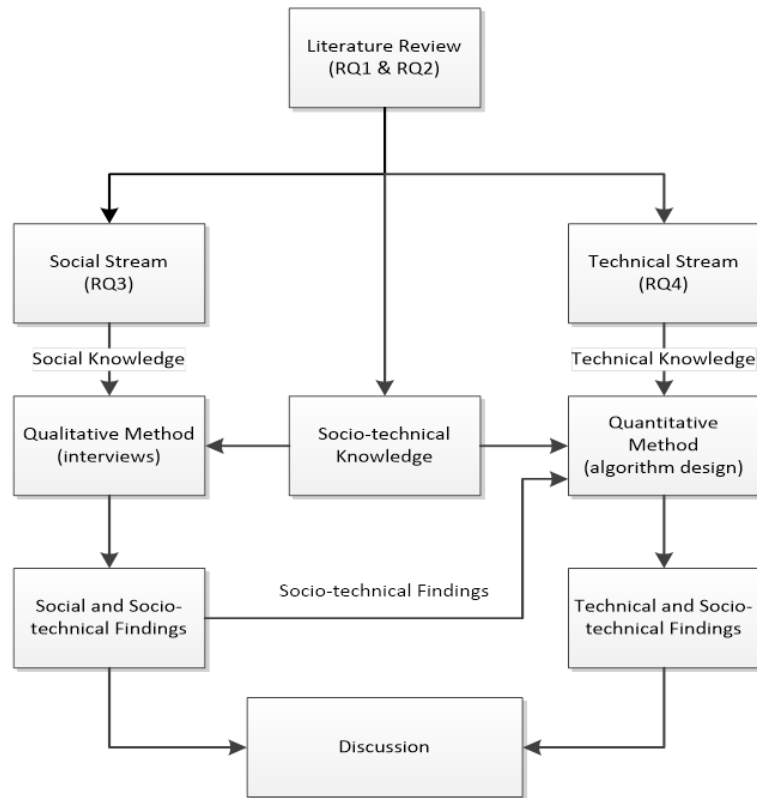 Literature Review
(RQ1 & RQ2)
Social Stream
(RQ3)
Technical Stream
(RQ4)
Social Knowledge
Technical Knowledge
Qualitative Method
(interviews)
Socio-technical
Knowledge
Quantitative
Method
(algorithm design)
Social and Socio-
technical Findings
Socio-technical Findings
Technical and Socio-
technical Findings
Discussion